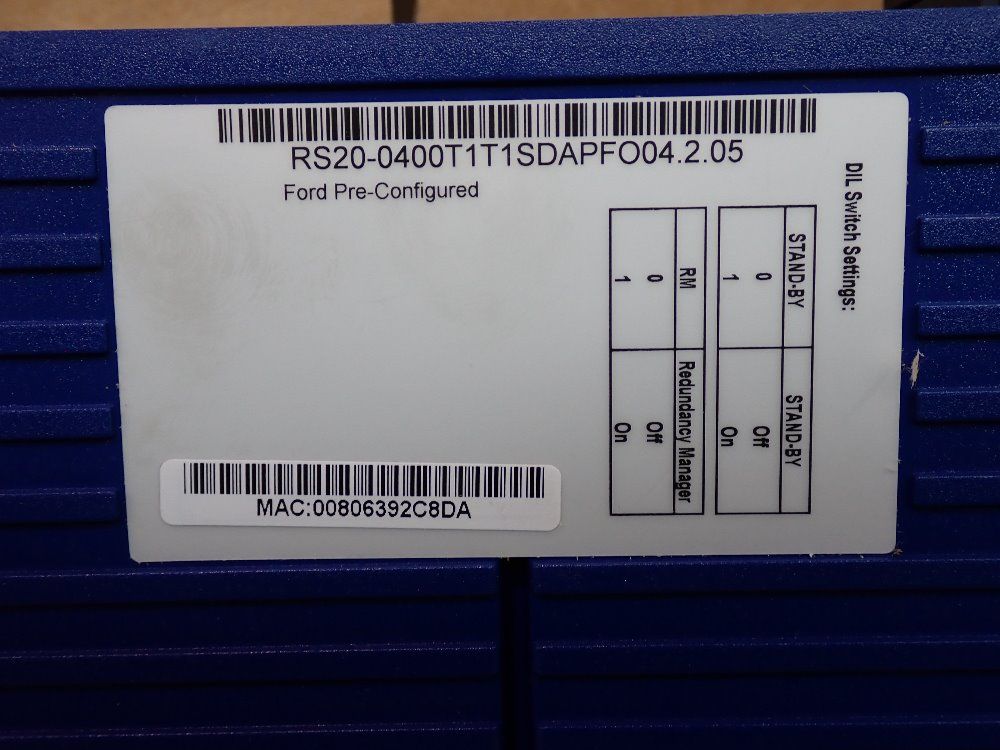 RS20-0400T1T1SDAPFO04.2.05
Ford Pre-Configured
DIL Switch Settings:
STAND-BY STAND-BY
0 Off
1 On
RM Redundancy Manager
0 Off
1 On
MAC:00806392C8DA